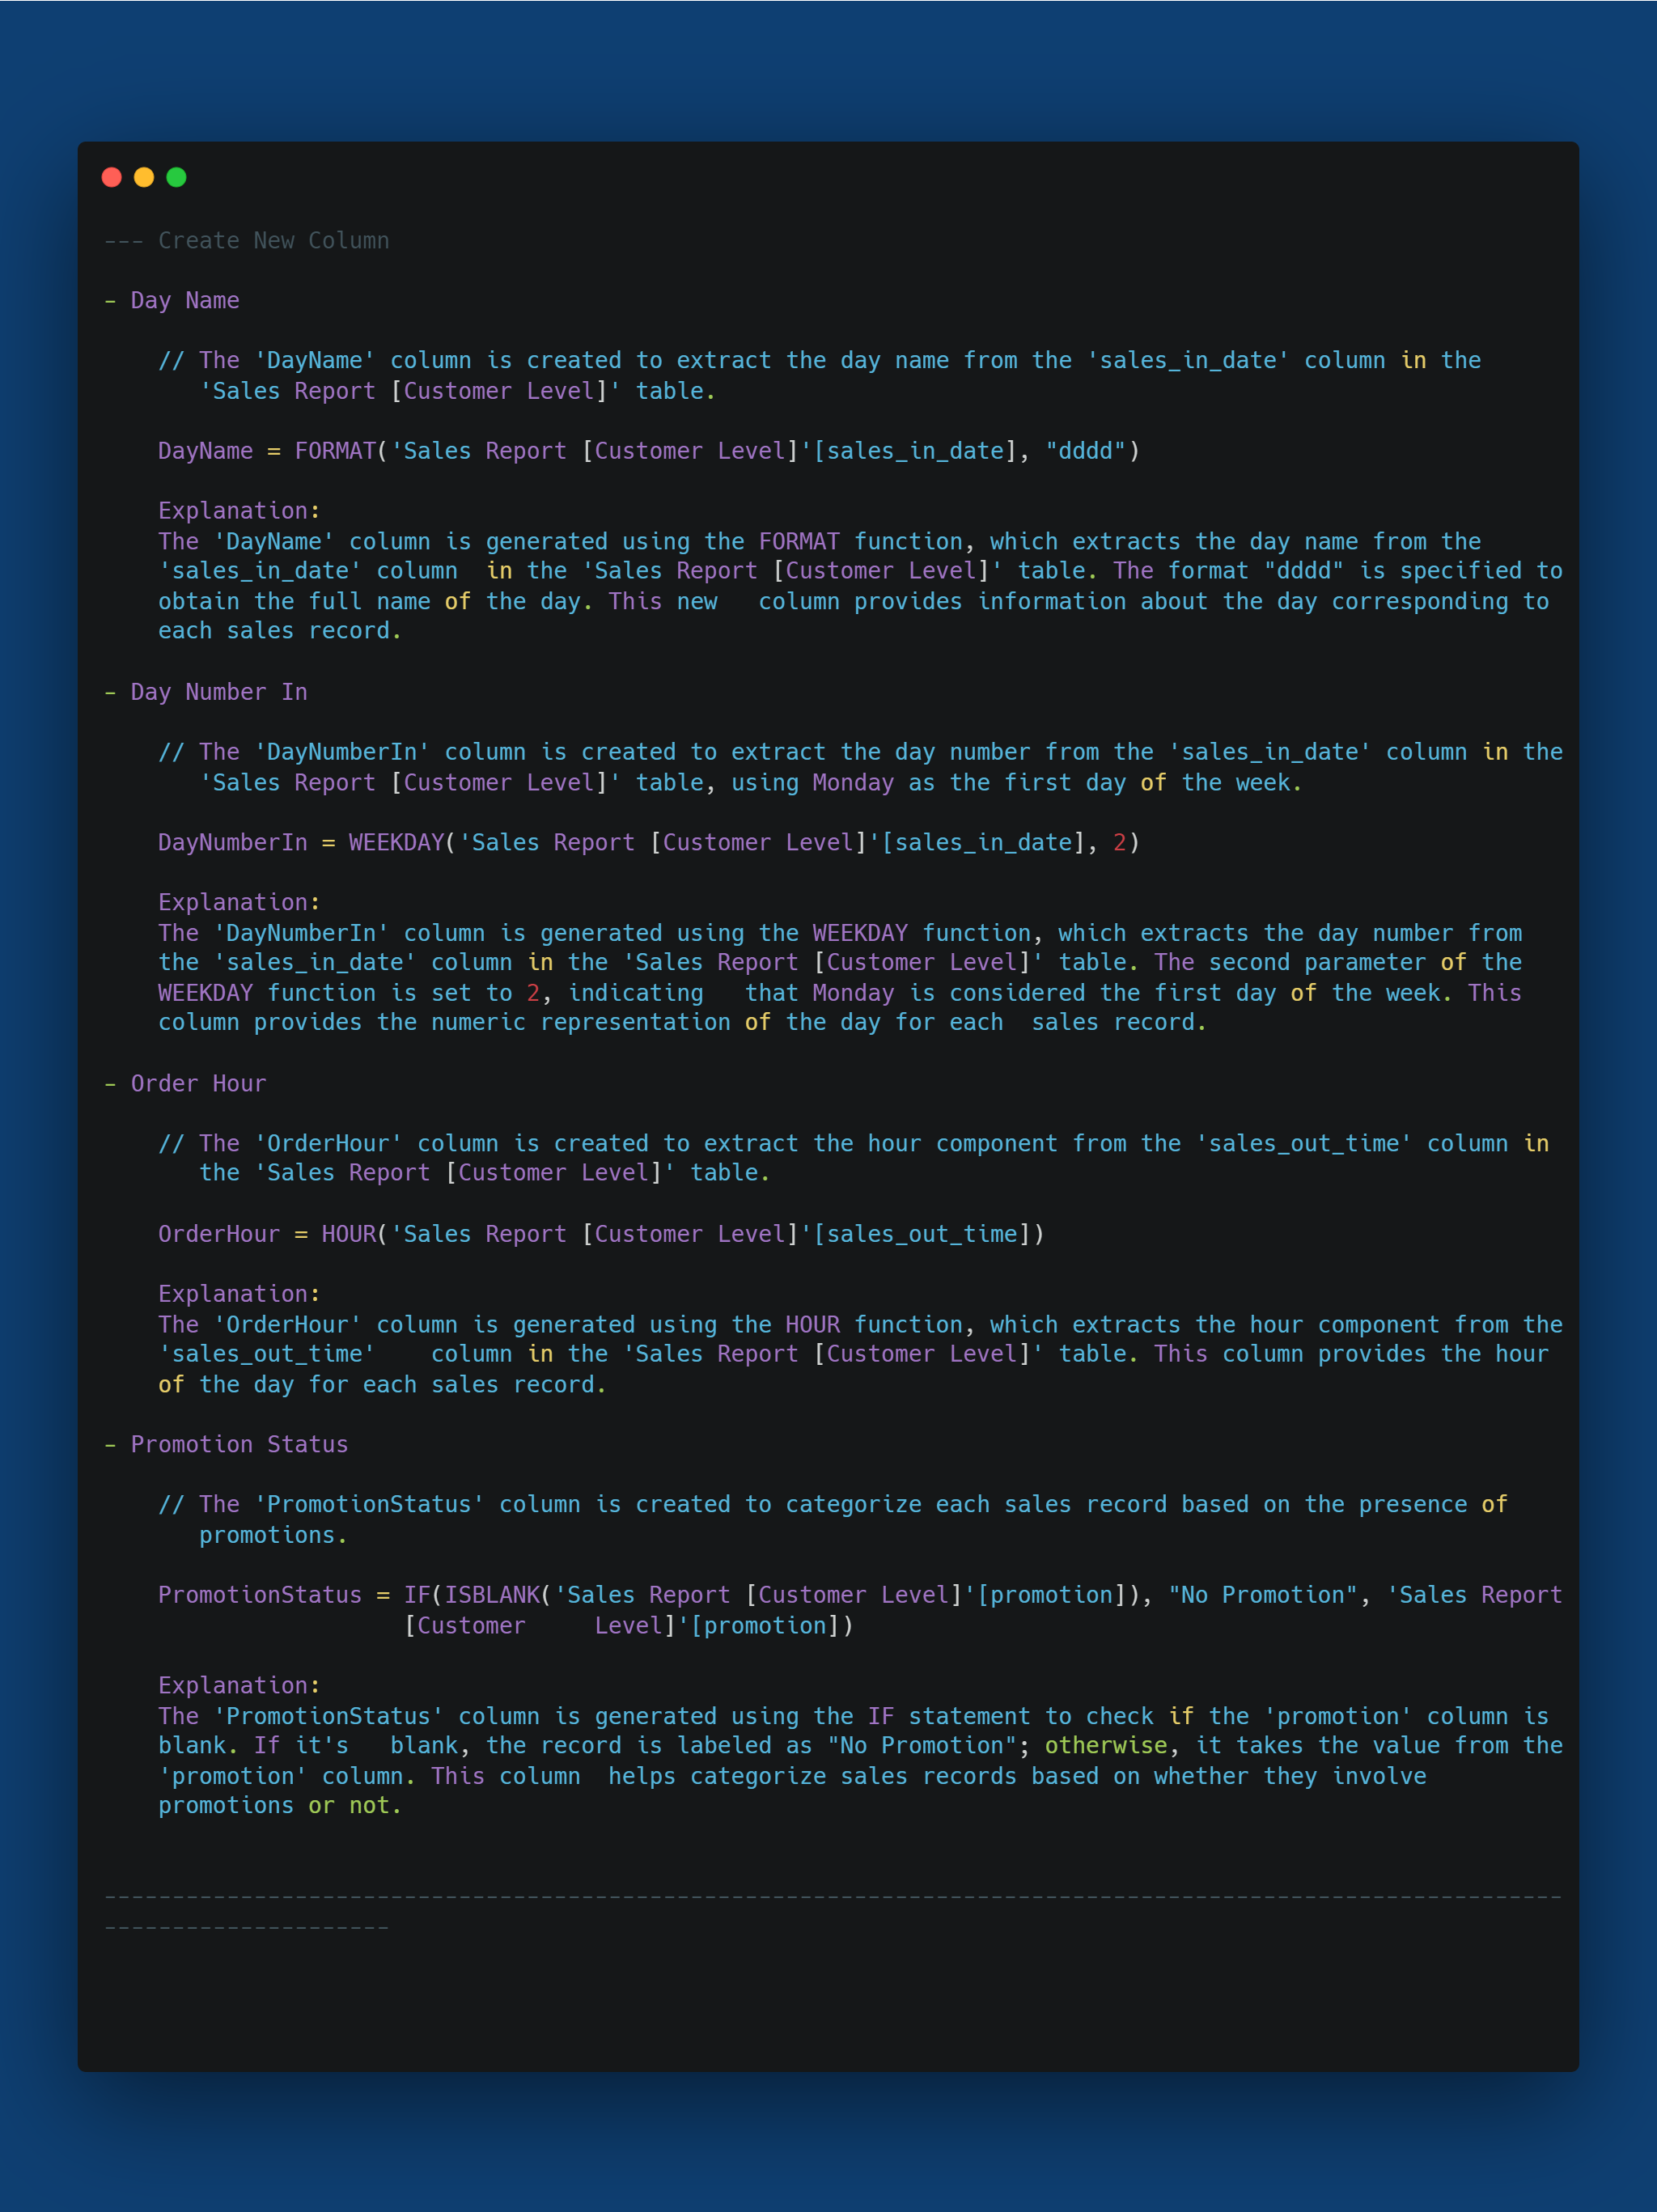 --- Create New Column
- Day Name
// The 'DayName' column is created to extract the day name from the 'sales_in_date' column in the
'Sales Report [Customer Level]' table.
DayName = FORMAT('Sales Report [Customer Level]'[sales_in_date], "dddd")
Explanation:
The 'DayName' column is generated using the FORMAT function, which extracts the day name from the
'sales_in_date' column  in the 'Sales Report [Customer Level]' table. The format "dddd" is specified to
obtain the full name of the day. This new   column provides information about the day corresponding to
each sales record.
- Day Number In
// The 'DayNumberIn' column is created to extract the day number from the 'sales_in_date' column in the
'Sales Report [Customer Level]' table, using Monday as the first day of the week.
DayNumberIn = WEEKDAY('Sales Report [Customer Level]'[sales_in_date], 2)
Explanation:
The 'DayNumberIn' column is generated using the WEEKDAY function, which extracts the day number from
the 'sales_in_date' column in the 'Sales Report [Customer Level]' table. The second parameter of the
WEEKDAY function is set to 2, indicating   that Monday is considered the first day of the week. This
column provides the numeric representation of the day for each  sales record.
- Order Hour
// The 'OrderHour' column is created to extract the hour component from the 'sales_out_time' column in
the 'Sales Report [Customer Level]' table.
OrderHour = HOUR('Sales Report [Customer Level]'[sales_out_time])
Explanation:
The 'OrderHour' column is generated using the HOUR function, which extracts the hour component from the
'sales_out_time'    column in the 'Sales Report [Customer Level]' table. This column provides the hour
of the day for each sales record.
- Promotion Status
// The 'PromotionStatus' column is created to categorize each sales record based on the presence of
promotions.
PromotionStatus = IF(ISBLANK('Sales Report [Customer Level]'[promotion]), "No Promotion", 'Sales Report
[Customer     Level]'[promotion])
Explanation:
The 'PromotionStatus' column is generated using the IF statement to check if the 'promotion' column is
blank. If it's   blank, the record is labeled as "No Promotion"; otherwise, it takes the value from the
'promotion' column. This column  helps categorize sales records based on whether they involve
promotions or not.
-----------------------------------------------------------------------------------------------------------
---------------------